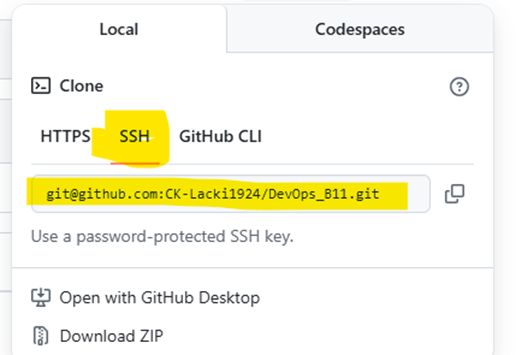 Local Codespaces
Clone
HTTPS SSH GitHub CLI
git@github.com:CK-Lacki1924/DevOps_B11.git
Use a password-protected SSH key.
Open with GitHub Desktop
Download ZIP